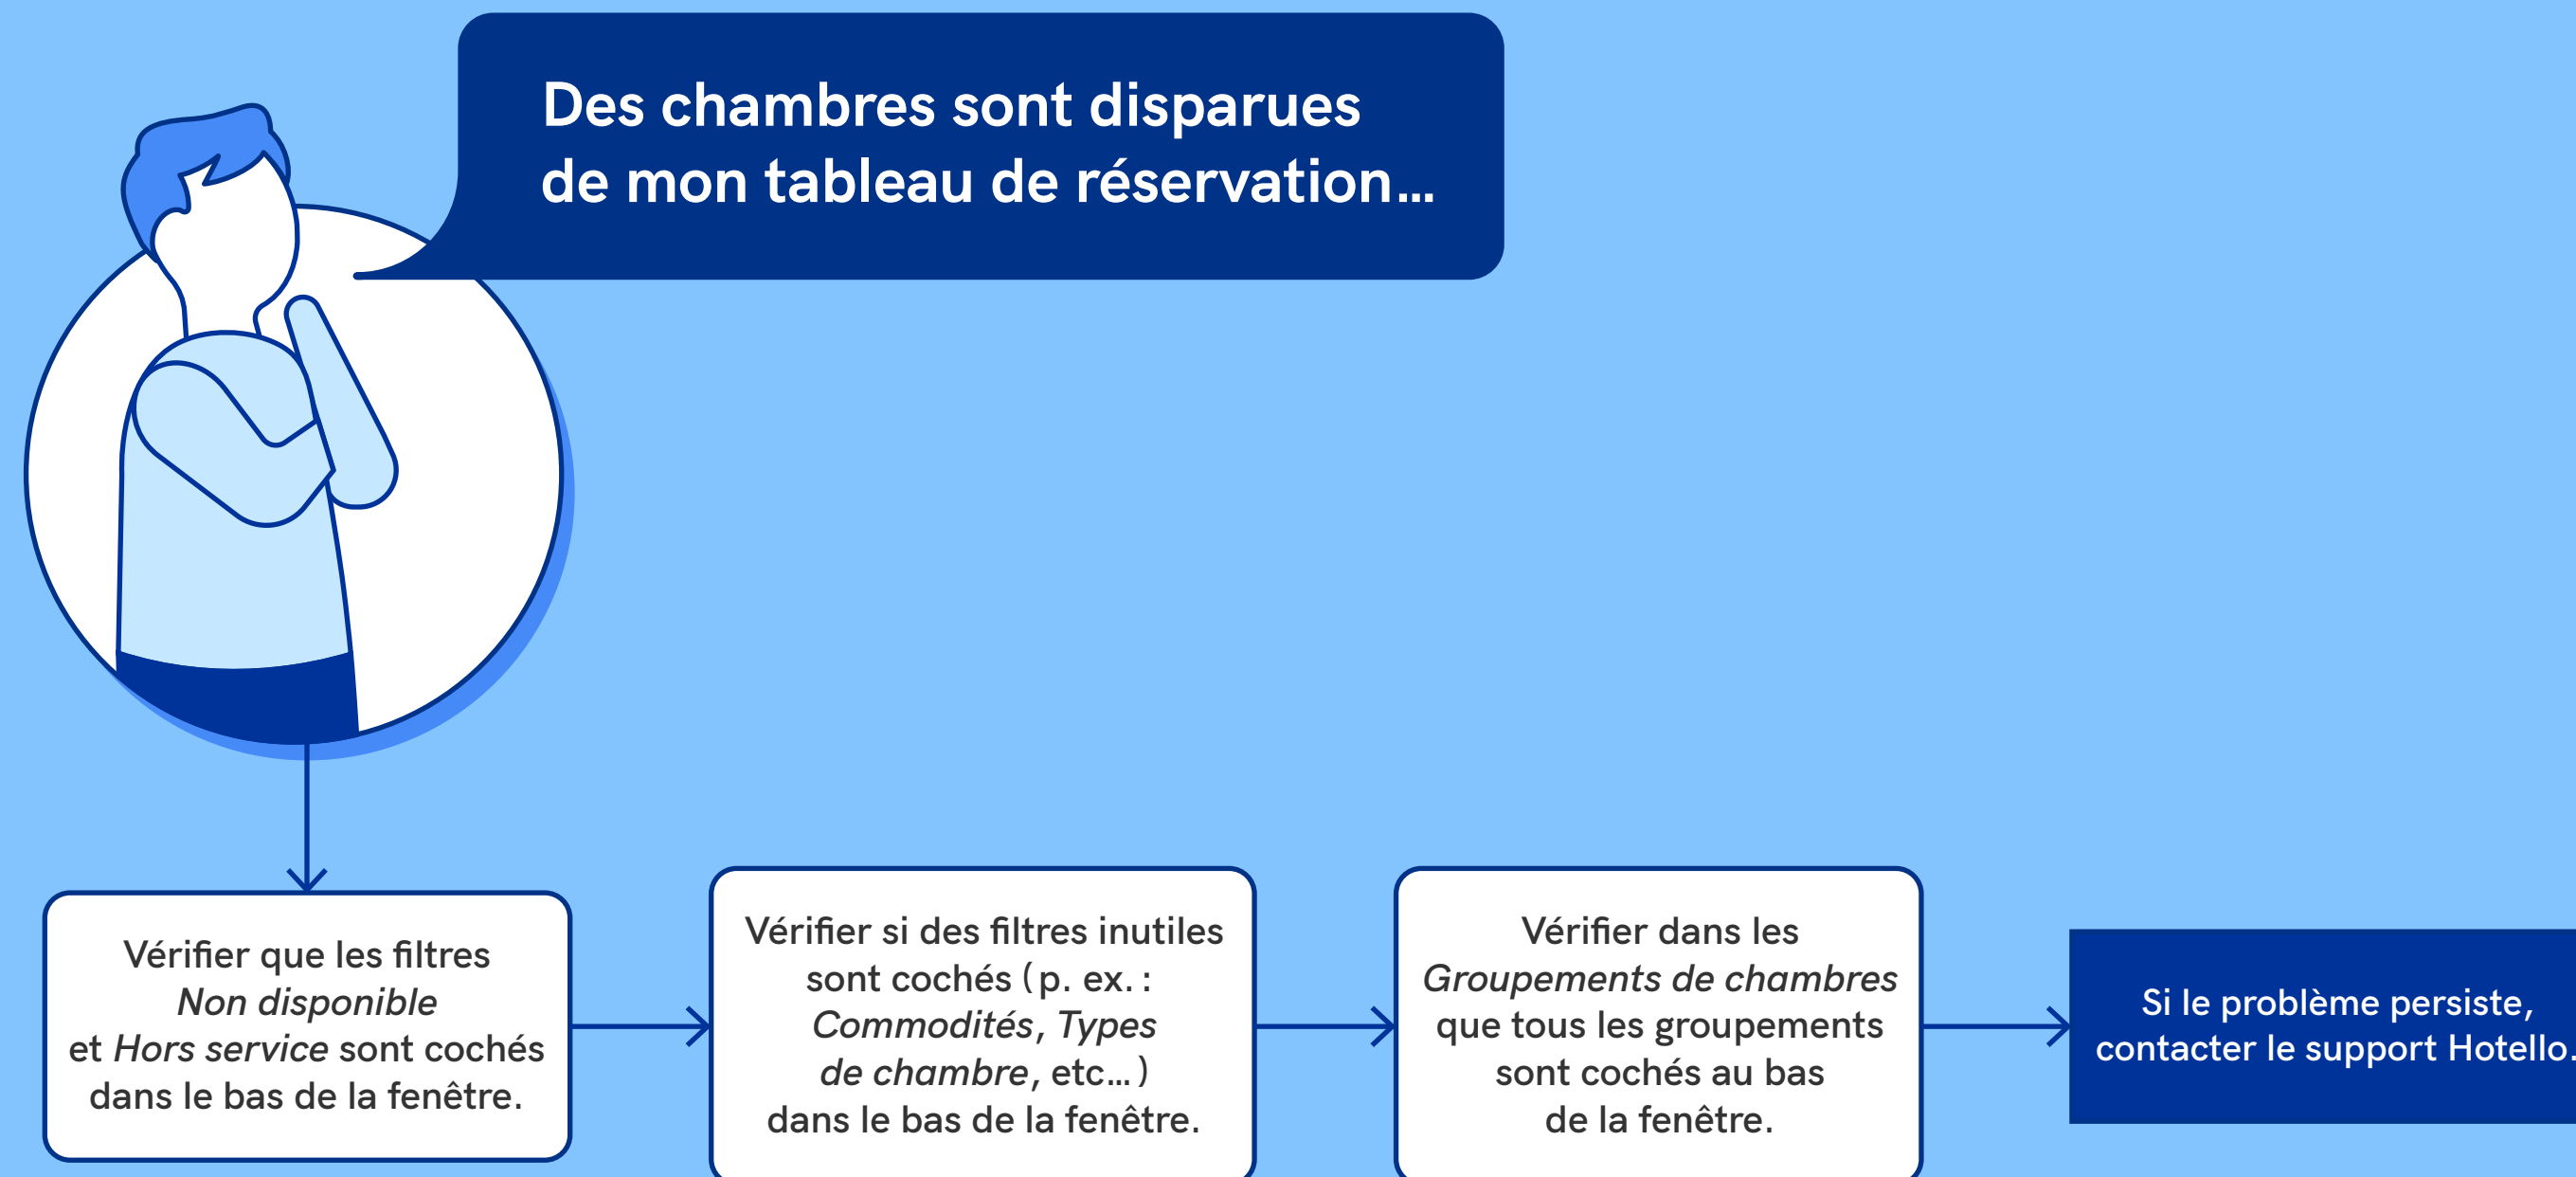 Des chambres sont disparues
de mon tableau de réservation...
Vérifier que les filtres
Non disponible
et Hors service sont cochés
dans le bas de la fenêtre.
Vérifier si des filtres inutiles
sont cochés (p. ex. :
Commodités, Types
de chambre, etc...)
dans le bas de la fenêtre.
Vérifier dans les
Groupements de chambres
que tous les groupements
sont cochés au bas
de la fenêtre.
Si le problème persiste,
contacter le support Hotello.